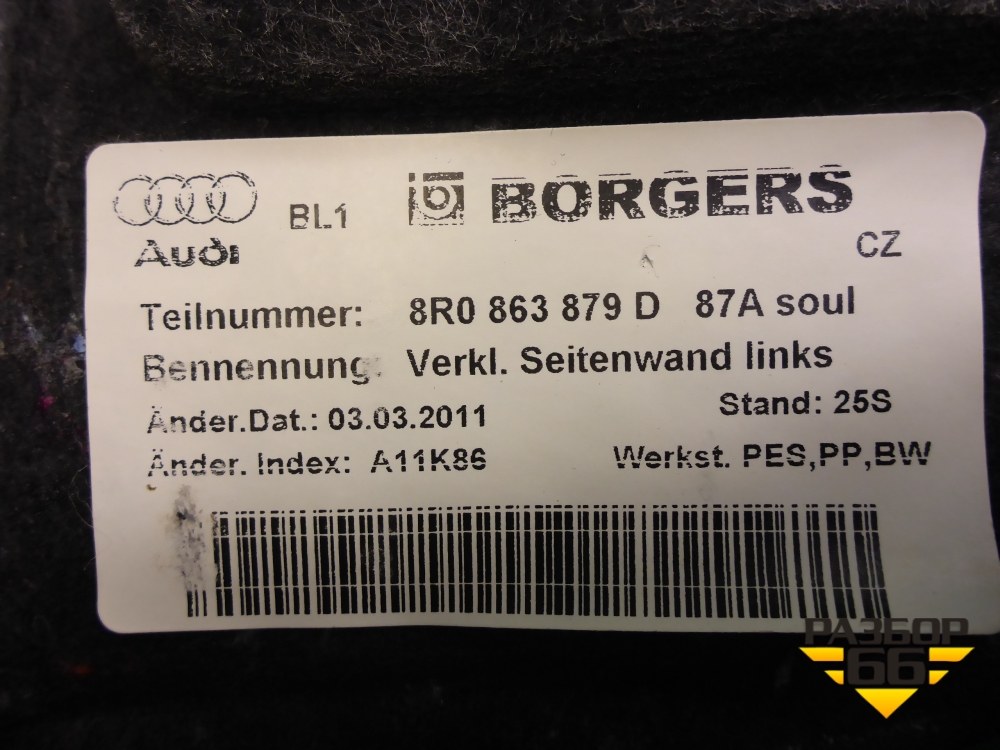 BL1
BORGERS
Audi
CZ
Teilnummer: 8R0 863 879 D 87A soul
Bennennung: Verkl. Seitenwand links
Änder.Dat.: 03.03.2011 Stand: 25S
Änder. Index: A11K86 Werkst. PES,PP,BW
РАЗБОР
66